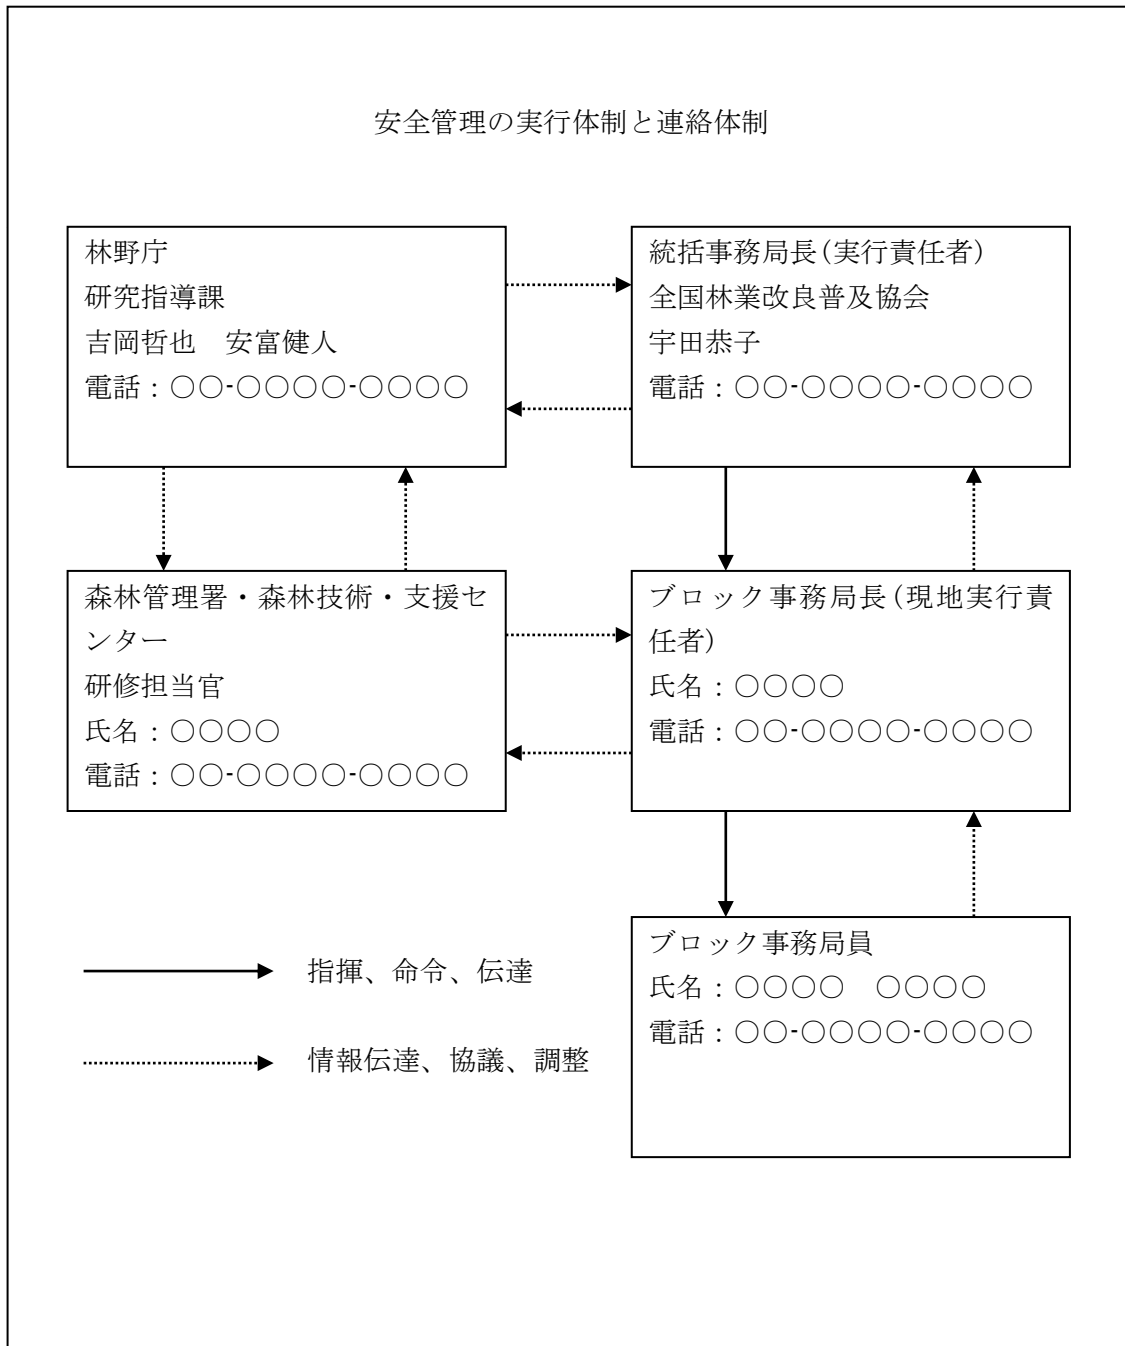 安全管理の実行体制と連絡体制
林野庁
研究指導課
吉岡哲也　安富健人
電話：○○-○○○○-○○○○
統括事務局長（実行責任者）
全国林業改良普及協会
宇田恭子
電話：○○-○○○○-○○○○
森林管理署・森林技術・支援セ
ンター
研修担当官
氏名：○○○○
電話：○○-○○○○-○○○○
ブロック事務局長（現地実行責
任者）
氏名：○○○○
電話：○○-○○○○-○○○○
ブロック事務局員
氏名：○○○○　○○○○
電話：○○-○○○○-○○○○
指揮、命令、伝達
情報伝達、協議、調整